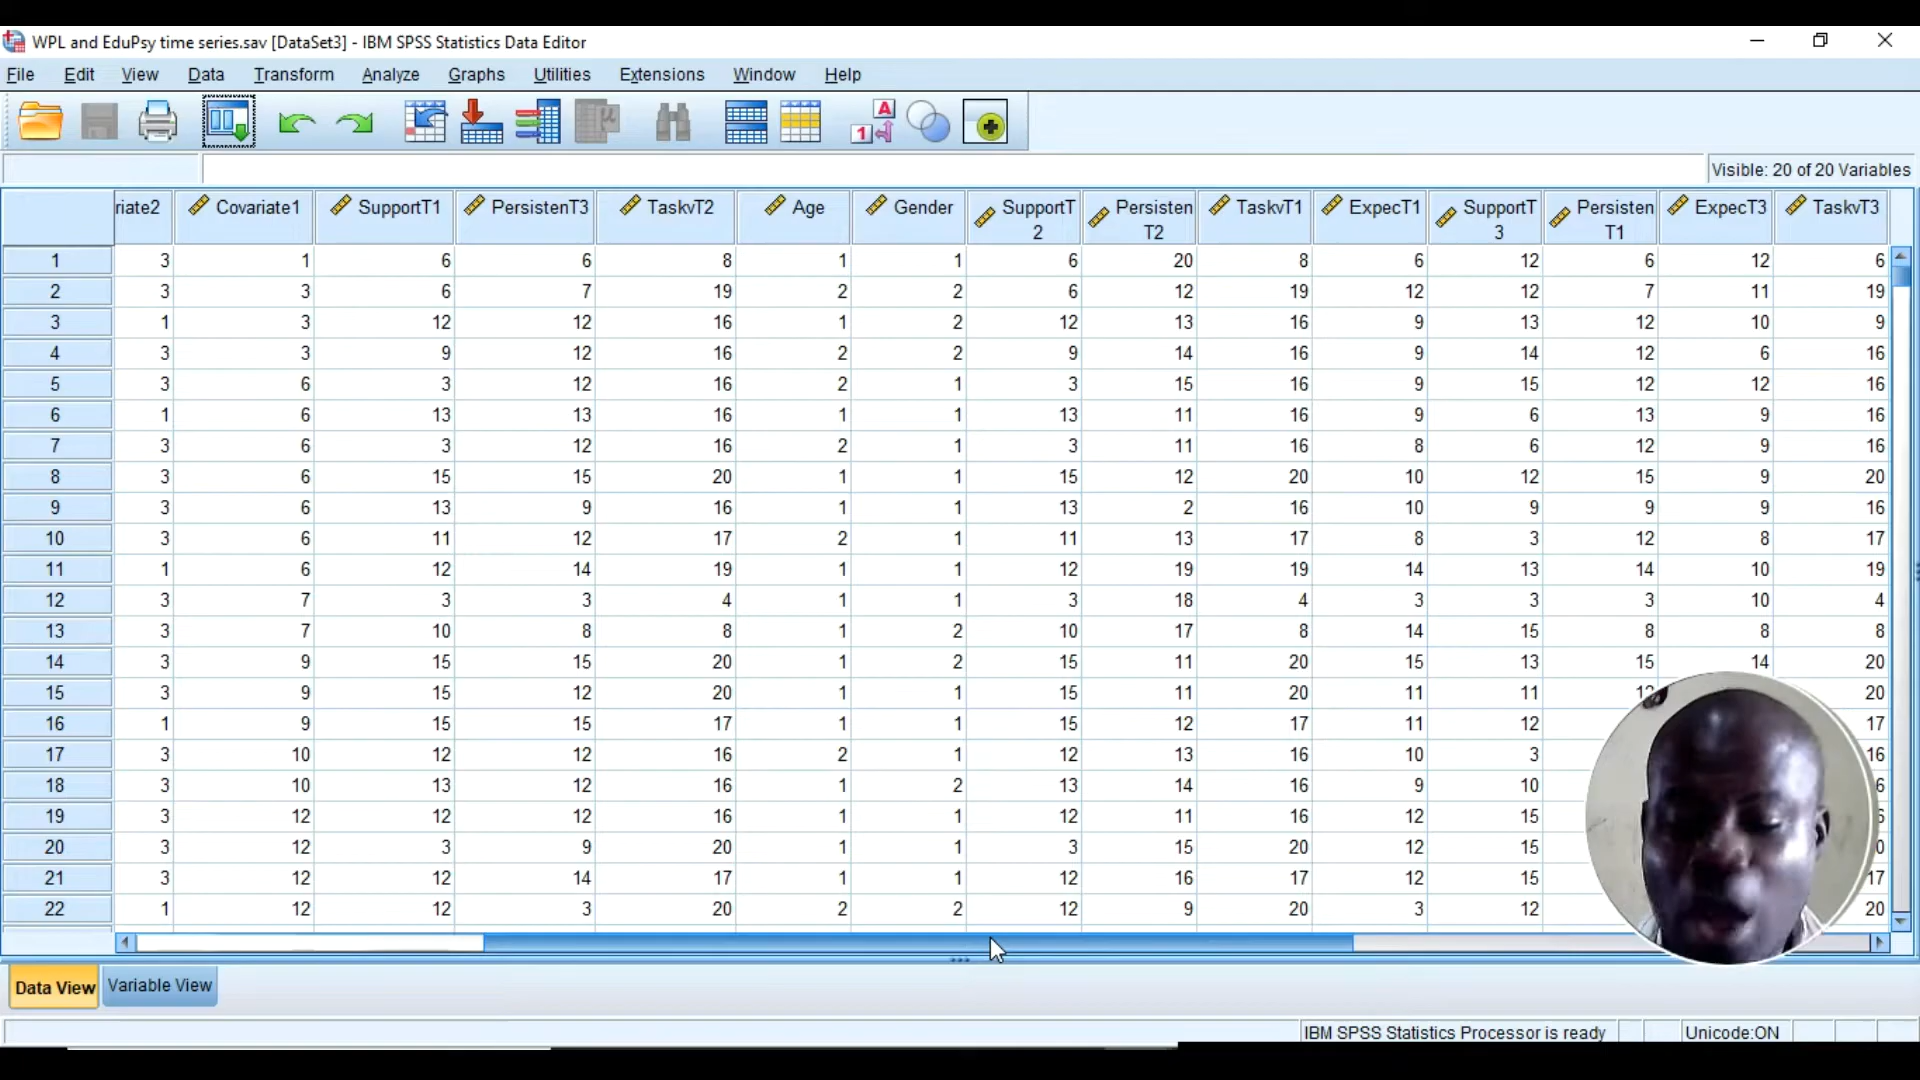 WPL and EduPsy time series.sav [DataSet3] - IBM SPSS Statistics Data Editor
File Edit View Data Transform Analyze Graphs Utilities Extensions Window Help
Visible: 20 of 20 Variables
riate2 Covariate1 SupportT1 PersistenT3 TaskvT2 Age Gender SupportT2 PersistenT2 TaskvT1 ExpecT1 SupportT3 PersistenT1 ExpecT3 TaskvT3
1 3 1 6 6 8 1 1 6 20 8 6 12 6 12 6
2 3 3 6 7 19 2 2 6 12 19 12 12 7 11 19
3 1 3 12 12 16 1 2 12 13 16 9 13 12 10 9
4 3 3 9 12 16 2 2 9 14 16 9 14 12 6 16
5 3 6 3 12 16 2 1 3 15 16 9 15 12 12 16
6 1 6 13 13 16 1 1 13 11 16 9 6 13 9 16
7 3 6 3 12 16 2 1 3 11 16 8 6 12 9 16
8 3 6 15 15 20 1 1 15 12 20 10 12 15 9 20
9 3 6 13 9 16 1 1 13 2 16 10 9 9 9 16
10 3 6 11 12 17 2 1 11 13 17 8 3 12 8 17
11 1 6 12 14 19 1 1 12 19 19 14 13 14 10 19
12 3 7 3 3 4 1 1 3 18 4 3 3 3 10 4
13 3 7 10 8 8 1 2 10 17 8 14 15 8 8 8
14 3 9 15 15 20 1 2 15 11 20 15 13 15 14 20
15 3 9 15 12 20 1 1 15 11 20 11 11 20
16 1 9 15 15 17 1 1 15 12 17 11 12 17
17 3 10 12 12 16 2 1 12 13 16 10 3 16
18 3 10 13 12 16 1 2 13 14 16 9 10 6
19 3 12 12 12 16 1 1 12 11 16 12 15
20 3 12 3 9 20 1 1 3 15 20 12 15 0
21 3 12 12 14 17 1 1 12 16 17 12 15 17
22 1 12 12 3 20 2 2 12 9 20 3 12 20
Data View Variable View
IBM SPSS Statistics Processor is ready Unicode:ON